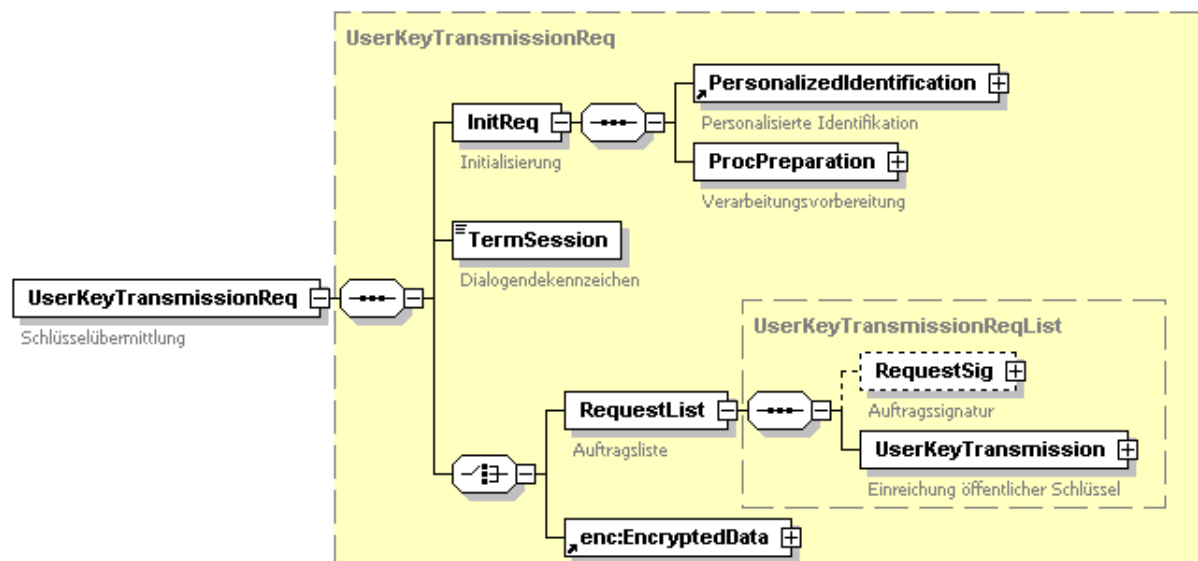 UserKeyTransmissionReq
PersonalizedIdentification
Personalisierte Identifikation
InitReq
Initialisierung
ProcPreparation
Verarbeitungsvorbereitung
TermSession
Dialogendekennzeichen
UserKeyTransmissionReq
Schlüsselübermittlung
UserKeyTransmissionReqList
RequestSig
Auftragssignatur
RequestList
Auftragsliste
UserKeyTransmission
Einreichung öffentlicher Schlüssel
enc:EncryptedData